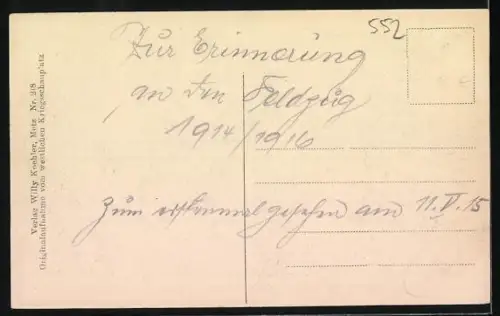 552
Zur Erinnerung
an den Feldzug
1914/1916
Zum erstenmal gesehen am 11.V.15
Verlag Willy Koehler, Metz Nr. 208
Originalaufnahme vom westlichen Kriegsschauplatz